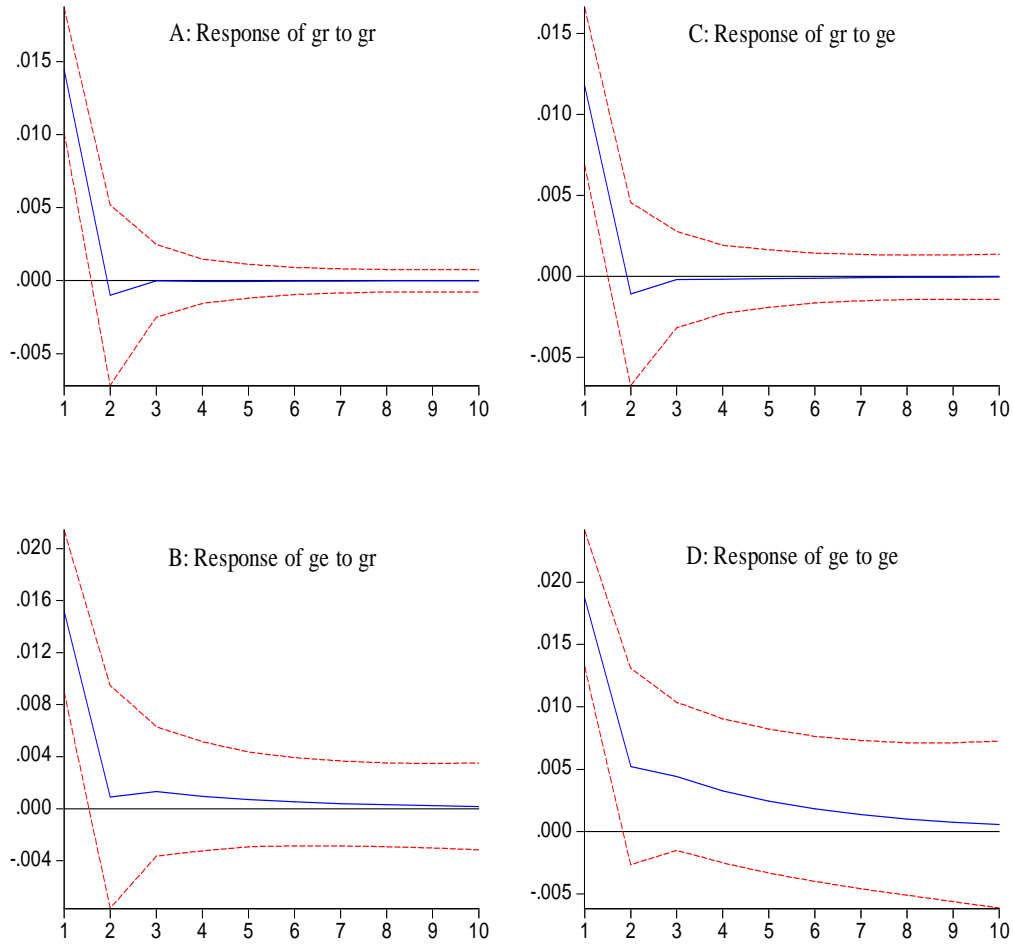 A: Response of gr to gr
.015
.010
.005
.000
-.005
1 2 3 4 5 6 7 8 9 10
C: Response of gr to ge
.015
.010
.005
.000
-.005
1 2 3 4 5 6 7 8 9 10
B: Response of ge to gr
.020
.016
.012
.008
.004
.000
-.004
1 2 3 4 5 6 7 8 9 10
D: Response of ge to ge
.020
.015
.010
.005
.000
-.005
1 2 3 4 5 6 7 8 9 10